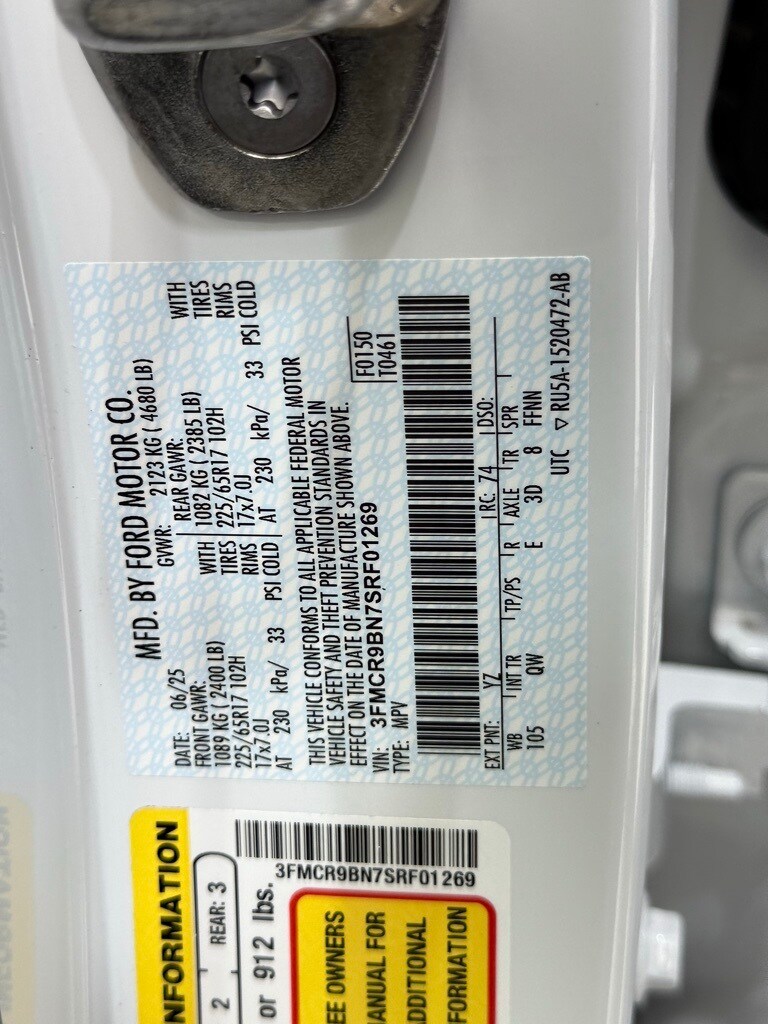 MFD. BY FORD MOTOR CO.
DATE: 06/25 GVWR: 2123 KG ( 4680 LB)
FRONT GAWR: REAR GAWR:
1089 KG ( 2400 LB) WITH 1082 KG ( 2385 LB) WITH
225/65R17 102H TIRES 225/65R17 102H TIRES
17x7.0J RIMS 17x7.0J RIMS
AT 230 kPa/ 33 PSI COLD AT 230 kPa/ 33 PSI COLD
THIS VEHICLE CONFORMS TO ALL APPLICABLE FEDERAL MOTOR
VEHICLE SAFETY AND THEFT PREVENTION STANDARDS IN
EFFECT ON THE DATE OF MANUFACTURE SHOWN ABOVE.
VIN: 3FMCR9BN7SRF01269 F0150
TYPE: MPV T0461
EXT PNT: YZ RC: 74 DSO:
WB INT TR TP/PS R AXLE TR SPR
105 QW E 3D 8 FFNN
UTC ▽ RU5A-1520472-AB
NFORMATION
2 REAR: 3
3FMCR9BN7SRF01269
or 912 lbs.
EE OWNERS
ANUAL FOR
DDITIONAL
FORMATION